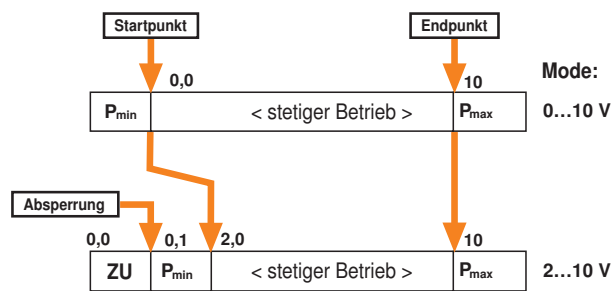 Startpunkt
Endpunkt
Mode:
0,0
10
Pmin
< stetiger Betrieb >
Pmax
0...10 V
Absperrung
0,0
0,1
2,0
10
ZU
Pmin
< stetiger Betrieb >
Pmax
2...10 V